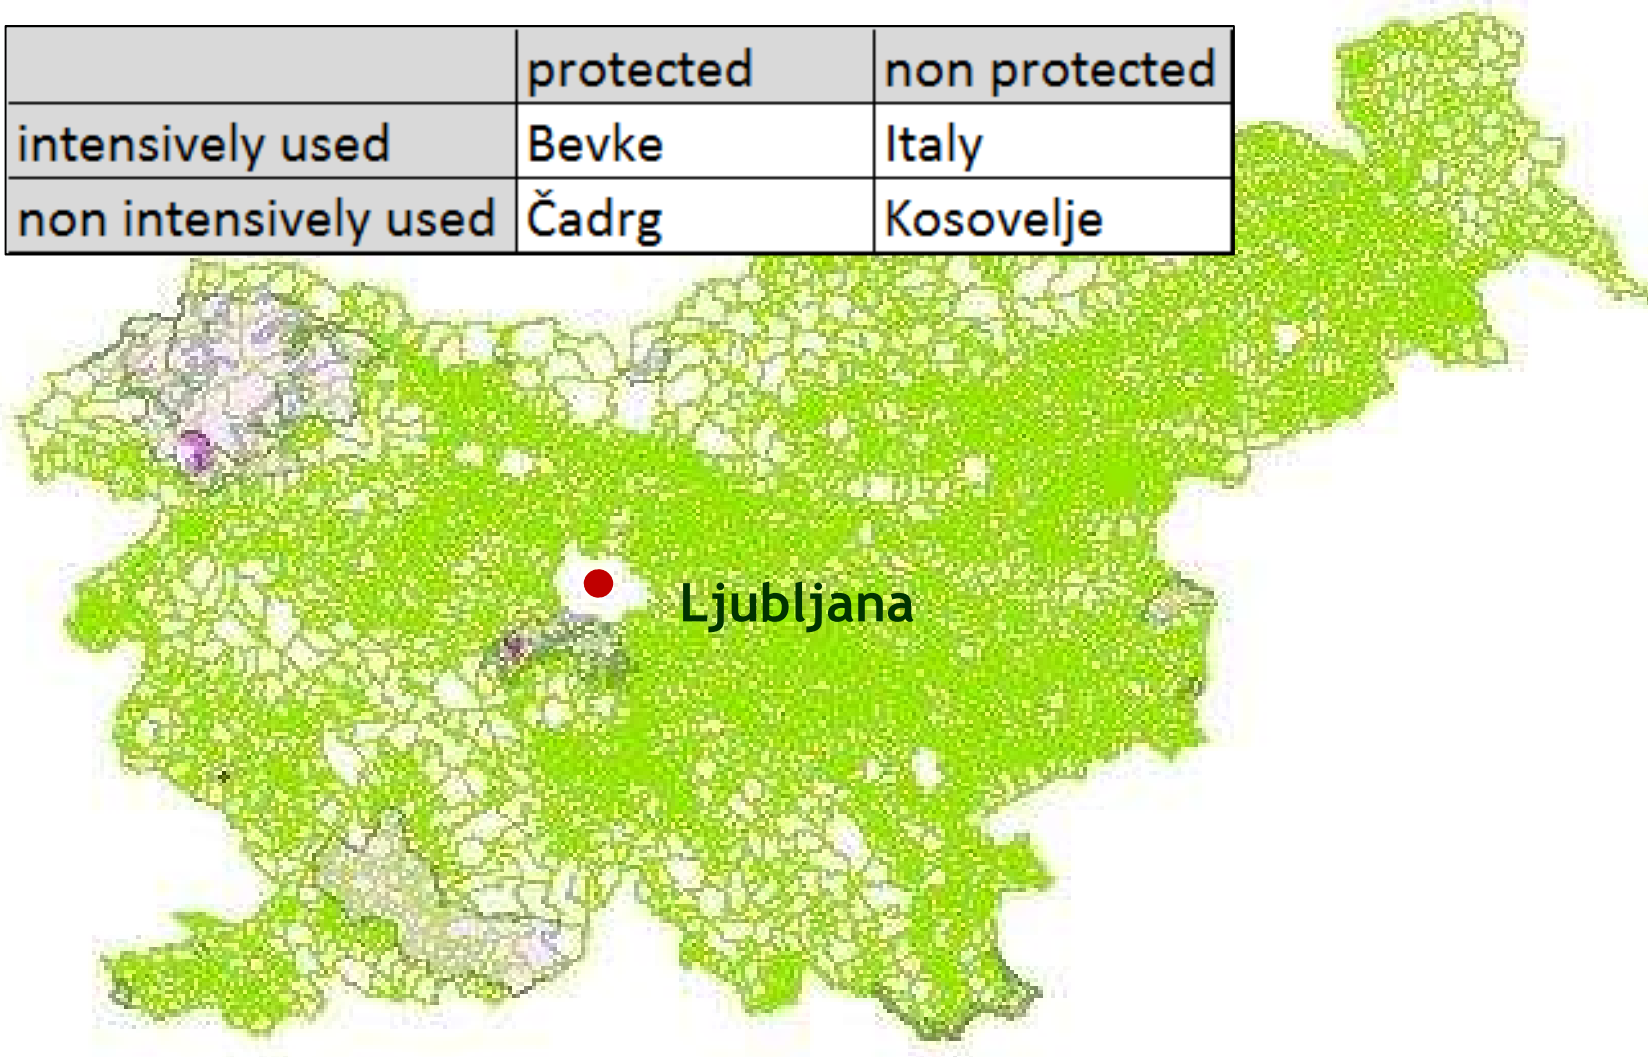 protected non protected
intensively used Bevke Italy
non intensively used Čadrg Kosovelje
Ljubljana